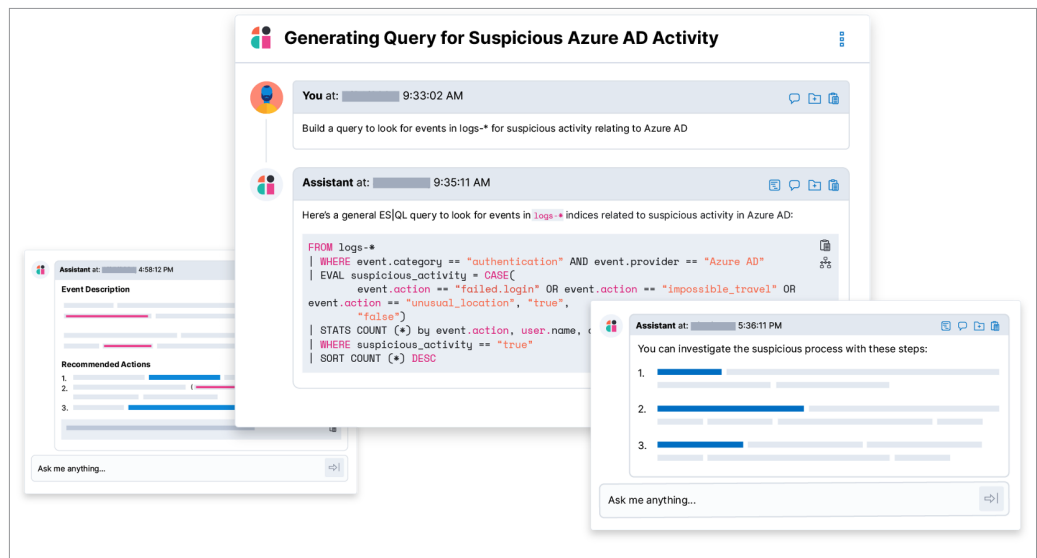 Generating Query for Suspicious Azure AD Activity
You at: 9:33:02 AM
Build a query to look for events in logs-* for suspicious activity relating to Azure AD
Assistant at: 9:35:11 AM
Here's a general ES|QL query to look for events in logs-* indices related to suspicious activity in Azure AD:
FROM logs-*
| WHERE event.category == "authentication" AND event.provider == "Azure AD"
| EVAL suspicious_activity = CASE(
event.action == "failed.login" OR event.action == "impossible_travel" OR
event.action == "unusual_location", "true",
"false")
| STATS COUNT (*) by event.action, user.name,
| WHERE suspicious_activity == "true"
| SORT COUNT (*) DESC
Assistant at: 4:58:12 PM
Event Description
Recommended Actions
1.
2. (
3.
Ask me anything...
Assistant at: 5:36:11 PM
You can investigate the suspicious process with these steps:
1.
2.
3.
Ask me anything...